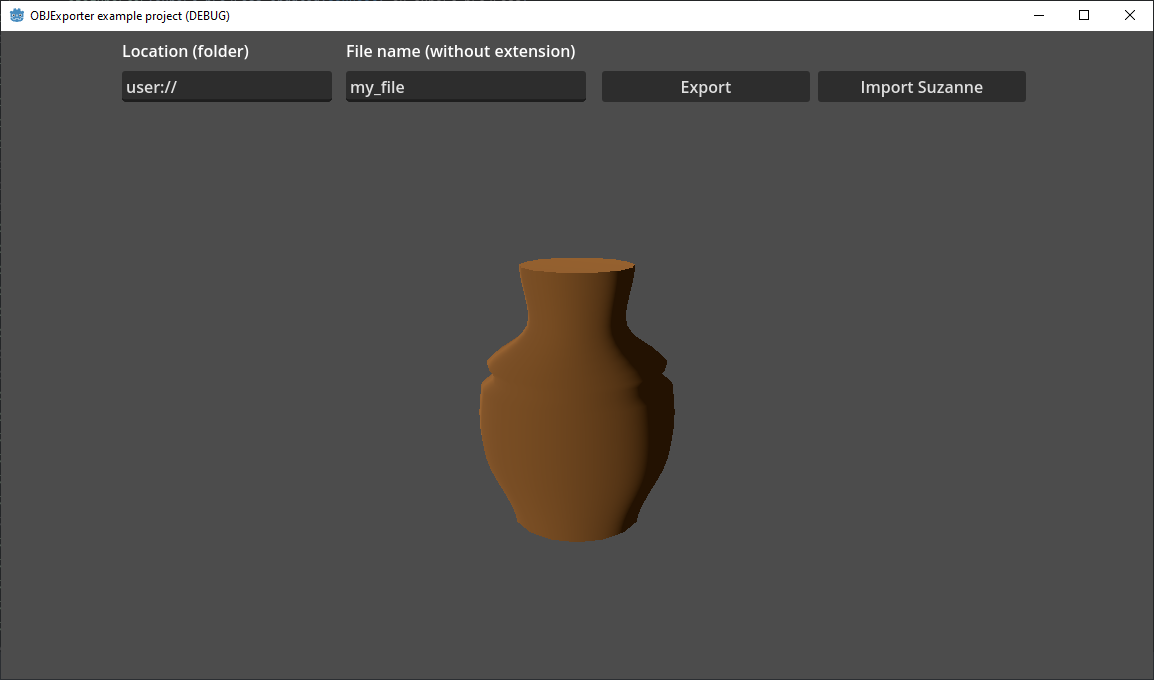 OBJExporter example project (DEBUG)
Location (folder) File name (without extension)
user:// my_file Export Import Suzanne